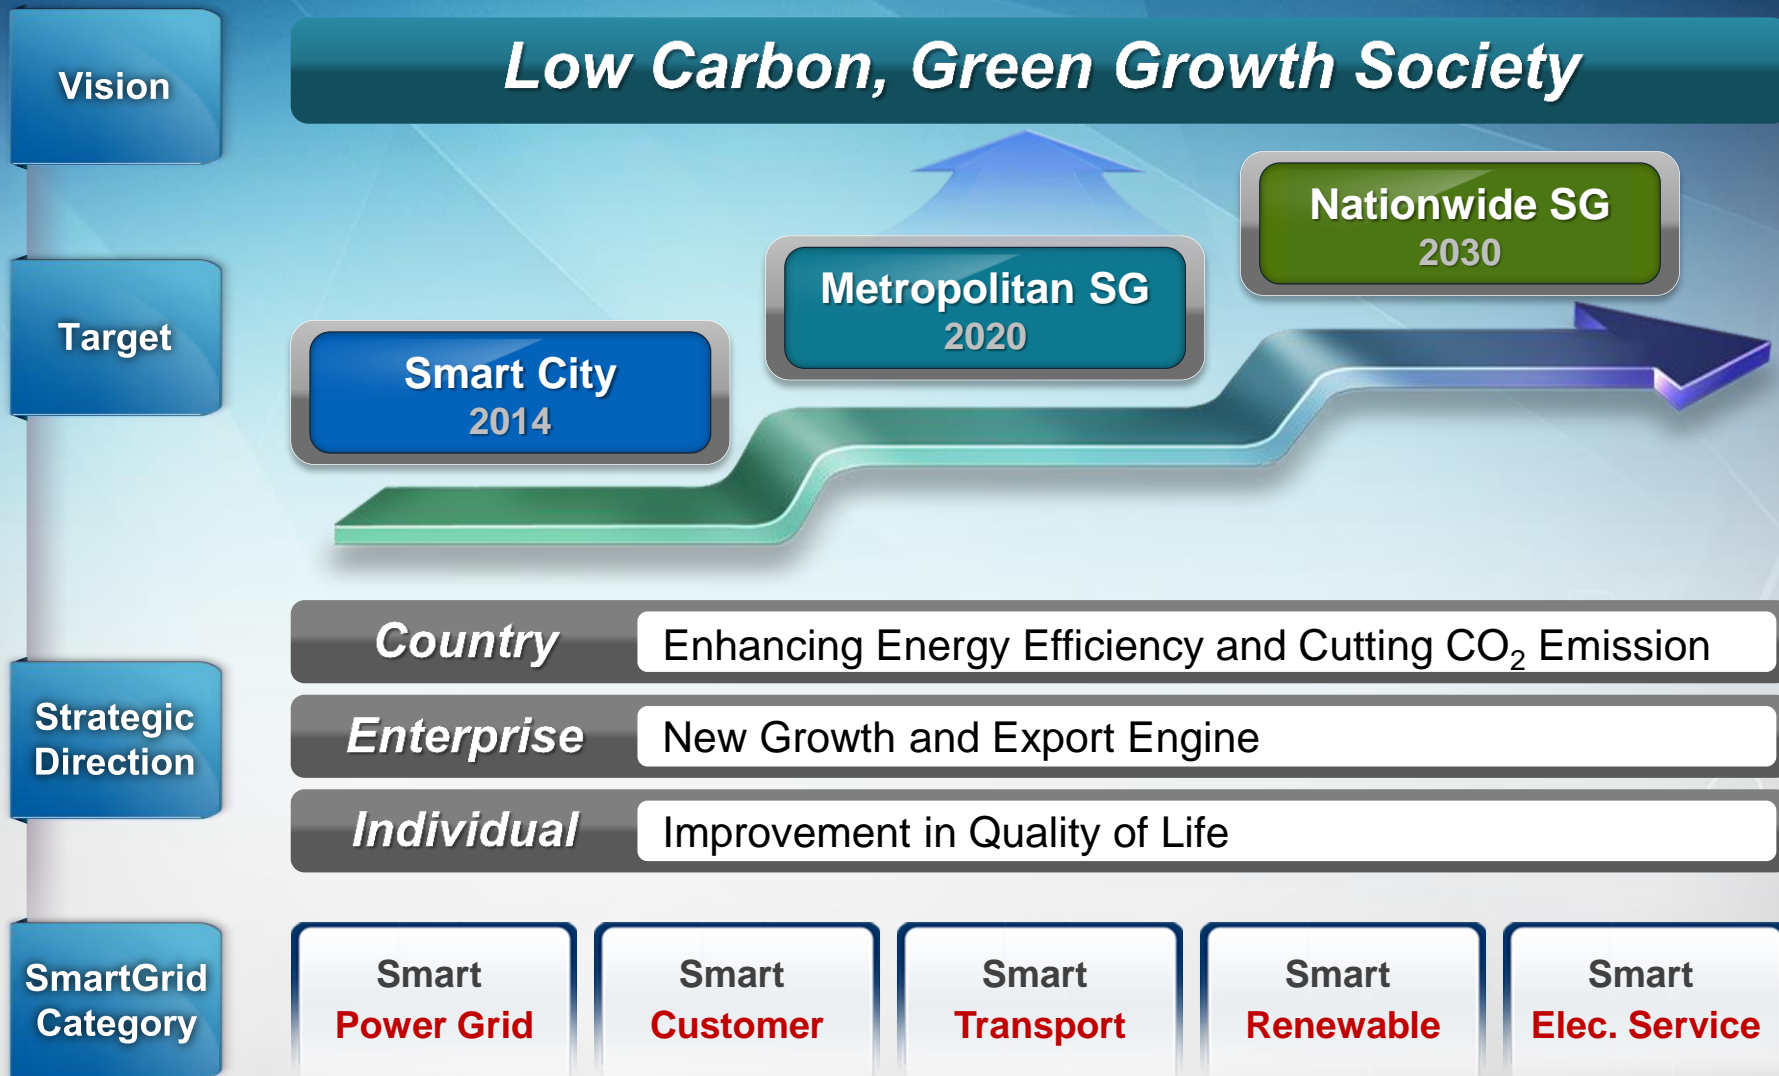 Vision
Low Carbon, Green Growth Society
Target
Smart City
2014
Metropolitan SG
2020
Nationwide SG
2030
Strategic
Direction
Country
Enhancing Energy Efficiency and Cutting CO₂ Emission
Enterprise
New Growth and Export Engine
Individual
Improvement in Quality of Life
SmartGrid
Category
Smart
Power Grid
Smart
Customer
Smart
Transport
Smart
Renewable
Smart
Elec. Service